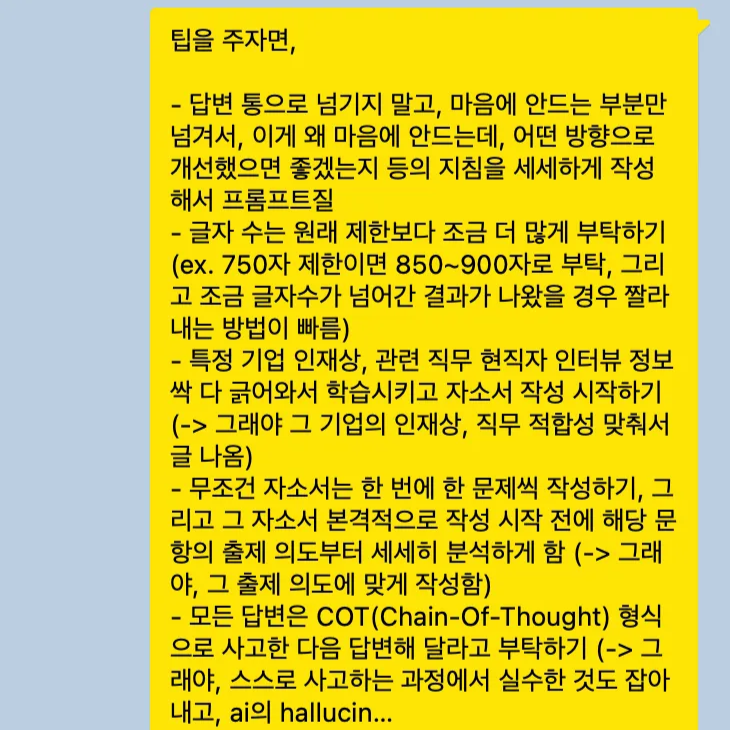 팁을 주자면,
- 답변 통으로 넘기지 말고, 마음에 안드는 부분만
넘겨서, 이게 왜 마음에 안드는데, 어떤 방향으로
개선했으면 좋겠는지 등의 지침을 세세하게 작성
해서 프롬프트질
- 글자 수는 원래 제한보다 조금 더 많게 부탁하기
(ex. 750자 제한이면 850~900자로 부탁, 그리
고 조금 글자수가 넘어간 결과가 나왔을 경우 짤라
내는 방법이 빠름)
- 특정 기업 인재상, 관련 직무 현직자 인터뷰 정보
싹 다 긁어와서 학습시키고 자소서 작성 시작하기
(-> 그래야 그 기업의 인재상, 직무 적합성 맞춰서
글 나옴)
- 무조건 자소서는 한 번에 한 문제씩 작성하기, 그
리고 그 자소서 본격적으로 작성 시작 전에 해당 문
항의 출제 의도부터 세세히 분석하게 함 (-> 그래
야, 그 출제 의도에 맞게 작성함)
- 모든 답변은 COT(Chain-Of-Thought) 형식
으로 사고한 다음 답변해 달라고 부탁하기 (-> 그
래야, 스스로 사고하는 과정에서 실수한 것도 잡아
내고, ai의 hallucin...